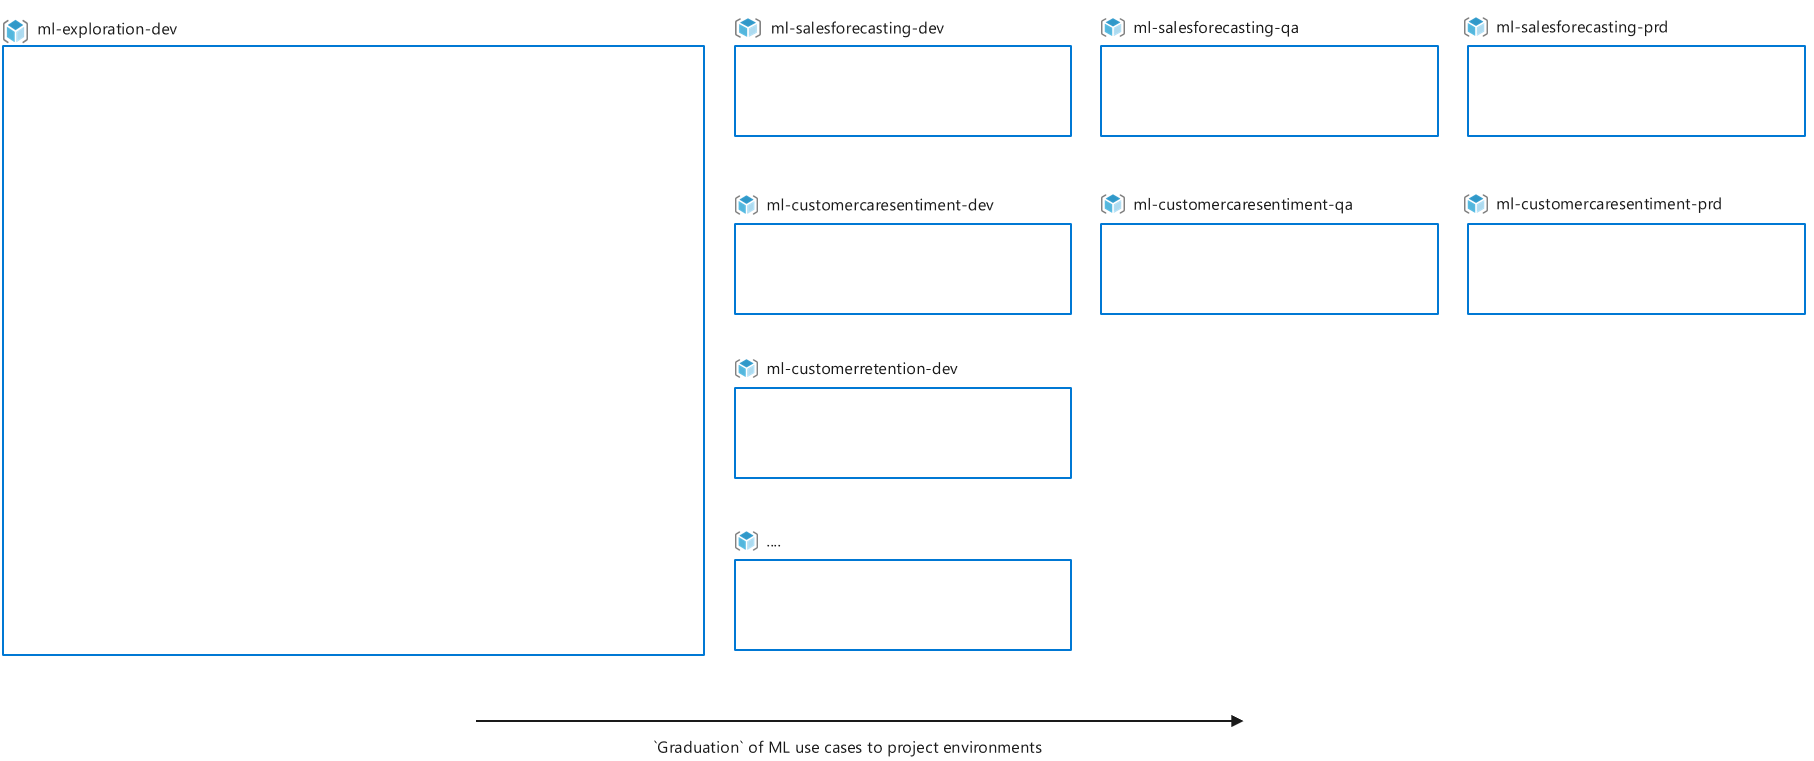 ml-exploration-dev
ml-salesforecasting-dev
ml-salesforecasting-qa
ml-salesforecasting-prd
ml-customercaresentiment-dev
ml-customercaresentiment-qa
ml-customercaresentiment-prd
ml-customerretention-dev
....
`Graduation` of ML use cases to project environments